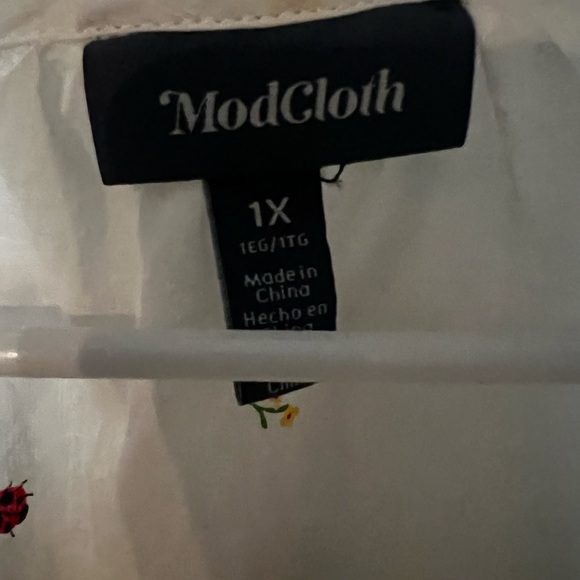 ModCloth
1X
1EG/1TG
Made in
China
Hecho en